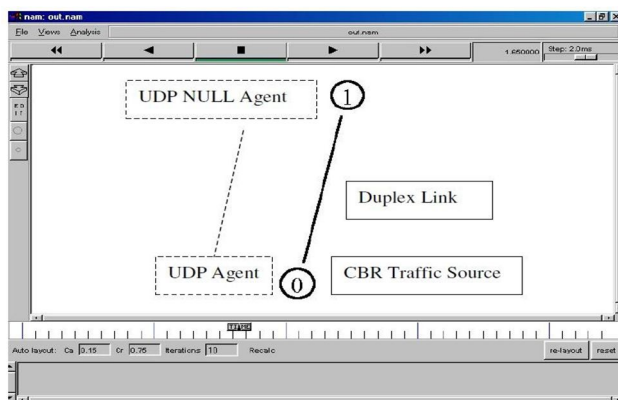 nam: out.nam
File Views Analysis out.nam
1.650000 Step: 2.0ms
UDP NULL Agent 1
Duplex Link
UDP Agent 0 CBR Traffic Source
TIME
Auto layout: Ca 0.15 Cr 0.75 Iterations 10 Recalc re-layout reset